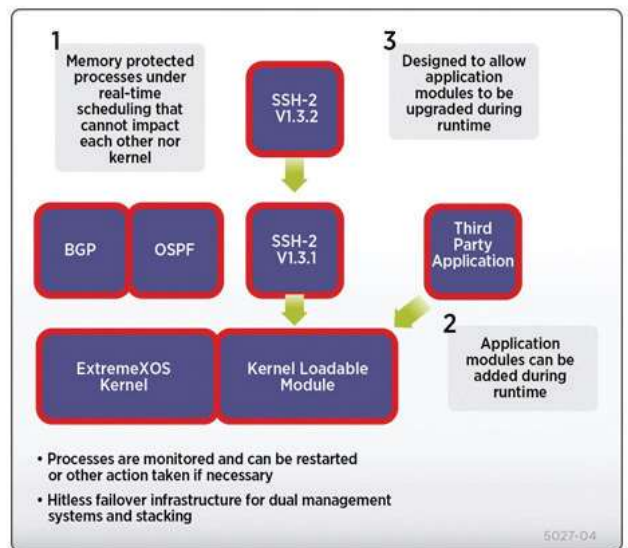 1
Memory protected
processes under
real-time
scheduling that
cannot impact
each other nor
kernel
SSH-2
V1.3.2
3
Designed to allow
application
modules to be
upgraded during
runtime
BGP
OSPF
SSH-2
V1.3.1
Third
Party
Application
ExtremeXOS
Kernel
Kernel Loadable
Module
2
Application
modules can be
added during
runtime
• Processes are monitored and can be restarted
or other action taken if necessary
• Hitless failover infrastructure for dual management
systems and stacking
5027-04